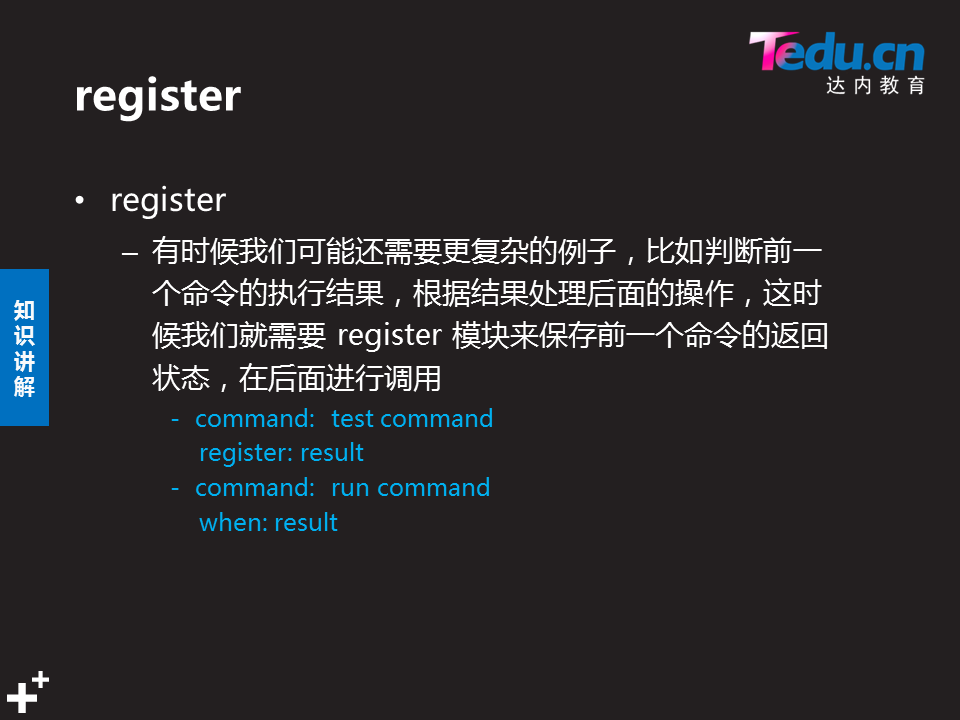 Tedu.cn
达内教育
register
• register
– 有时候我们可能还需要更复杂的例子，比如判断前一
个命令的执行结果，根据结果处理后面的操作，这时
候我们就需要 register 模块来保存前一个命令的返回
状态，在后面进行调用
- command: test command
register: result
- command: run command
when: result
知
识
讲
解